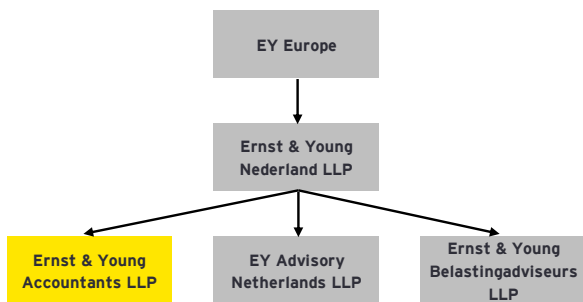 EY Europe
Ernst & Young
Nederland LLP
Ernst & Young
Accountants LLP
EY Advisory
Netherlands LLP
Ernst & Young
Belastingadviseurs
LLP